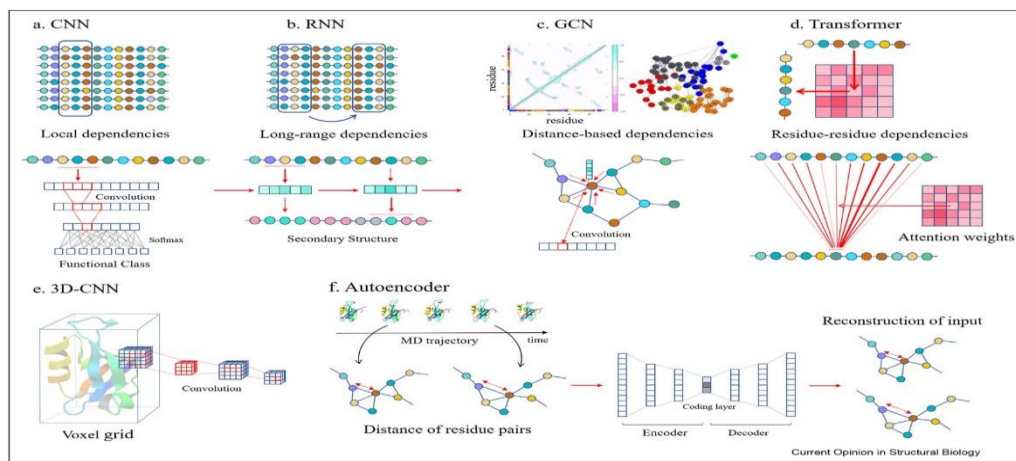 a. CNN
b. RNN
c. GCN
d. Transformer
residue
residue
Local dependencies
Long-range dependencies
Distance-based dependencies
Residue-residue dependencies
Convolution
Softmax
Functional Class
Secondary Structure
Convolution
Attention weights
e. 3D-CNN
Convolution
Voxel grid
f. Autoencoder
MD trajectory
time
Distance of residue pairs
Coding layer
Encoder
Decoder
Reconstruction of input
Current Opinion in Structural Biology